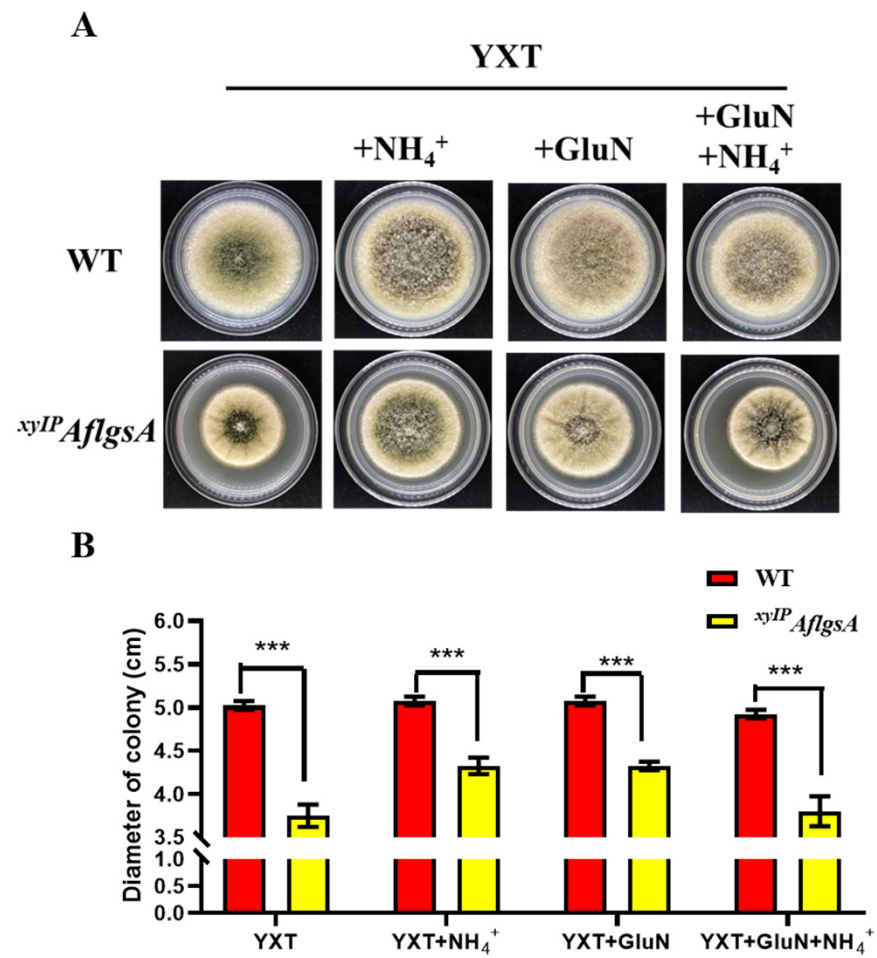 A
YXT
+NH₄⁺
+GluN
+GluN
+NH₄⁺
WT
xylPAflgsA
B
WT
xylPAflgsA
Diameter of colony (cm)
6.0
5.5
5.0
4.5
4.0
3.5
1.0
0.5
0.0
***
***
***
***
YXT
YXT+NH₄⁺
YXT+GluN
YXT+GluN+NH₄⁺